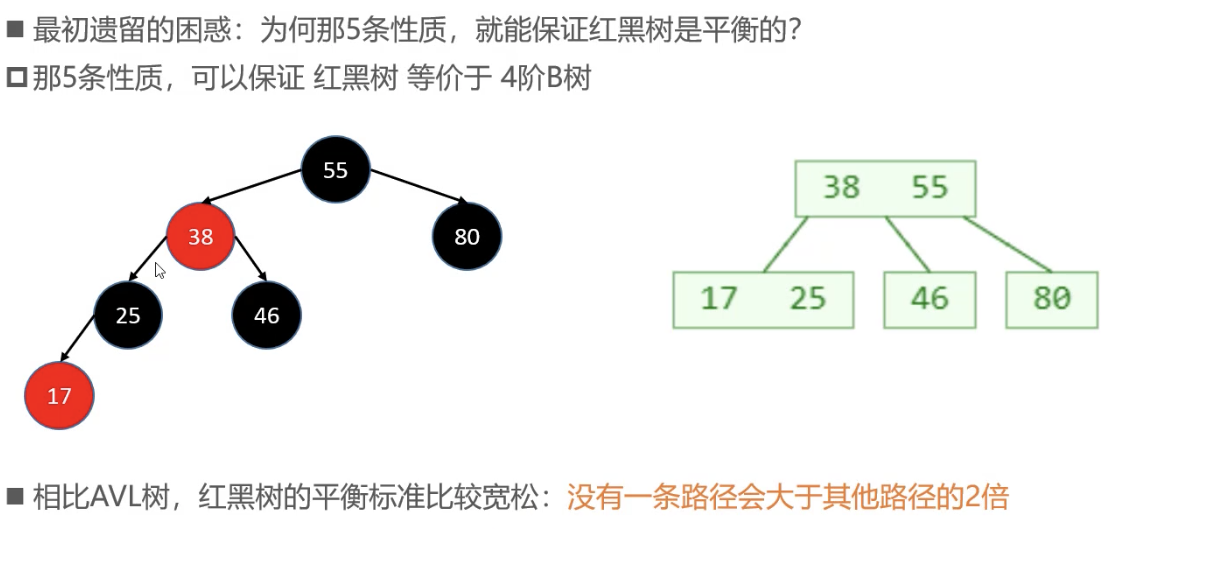 ■ 最初遗留的困惑：为何那5条性质，就能保证红黑树是平衡的？
那5条性质，可以保证 红黑树 等价于 4阶B树
55
38 80
25 46
17
38 55
17 25 46 80
■ 相比AVL树，红黑树的平衡标准比较宽松：没有一条路径会大于其他路径的2倍